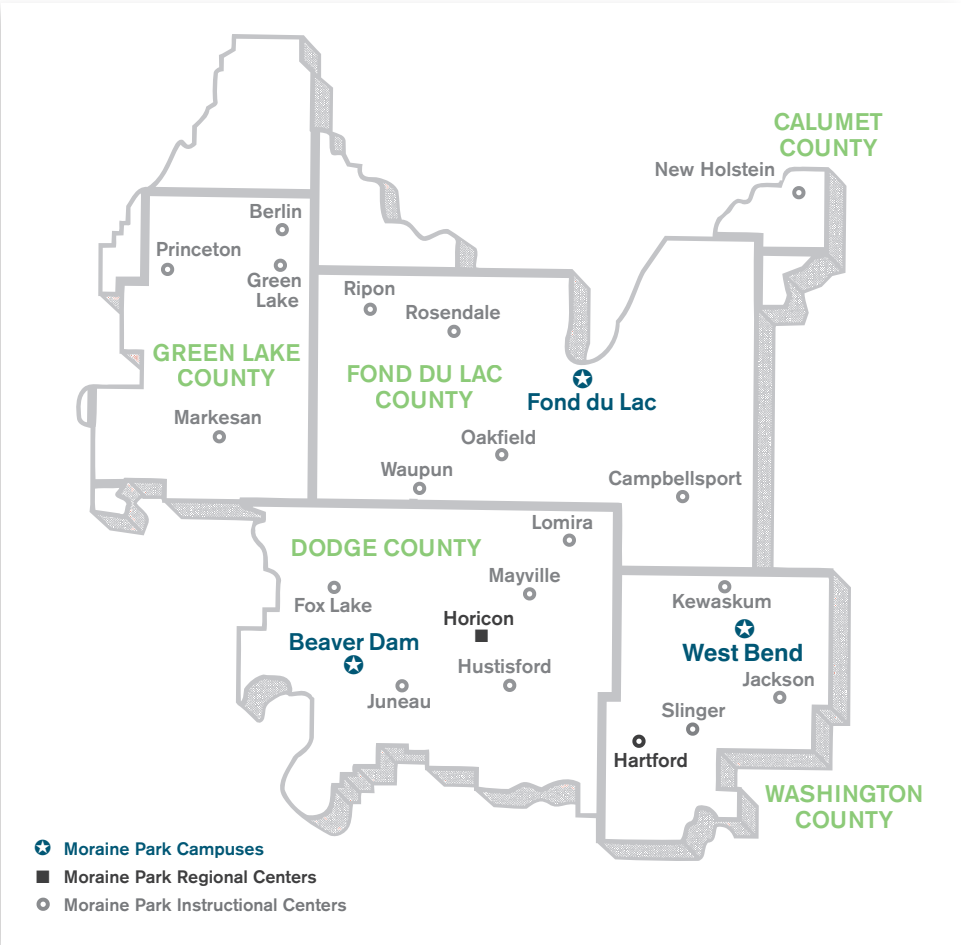 CALUMET
COUNTY
New Holstein
Berlin
Princeton
Green
Lake
Ripon
Rosendale
GREEN LAKE
COUNTY
FOND DU LAC
COUNTY
Fond du Lac
Markesan
Oakfield
Waupun
Campbellsport
Lomira
DODGE COUNTY
Mayville
Fox Lake
Kewaskum
Horicon
Beaver Dam
West Bend
Hustisford
Jackson
Juneau
Slinger
Hartford
WASHINGTON
COUNTY
Moraine Park Campuses
Moraine Park Regional Centers
Moraine Park Instructional Centers